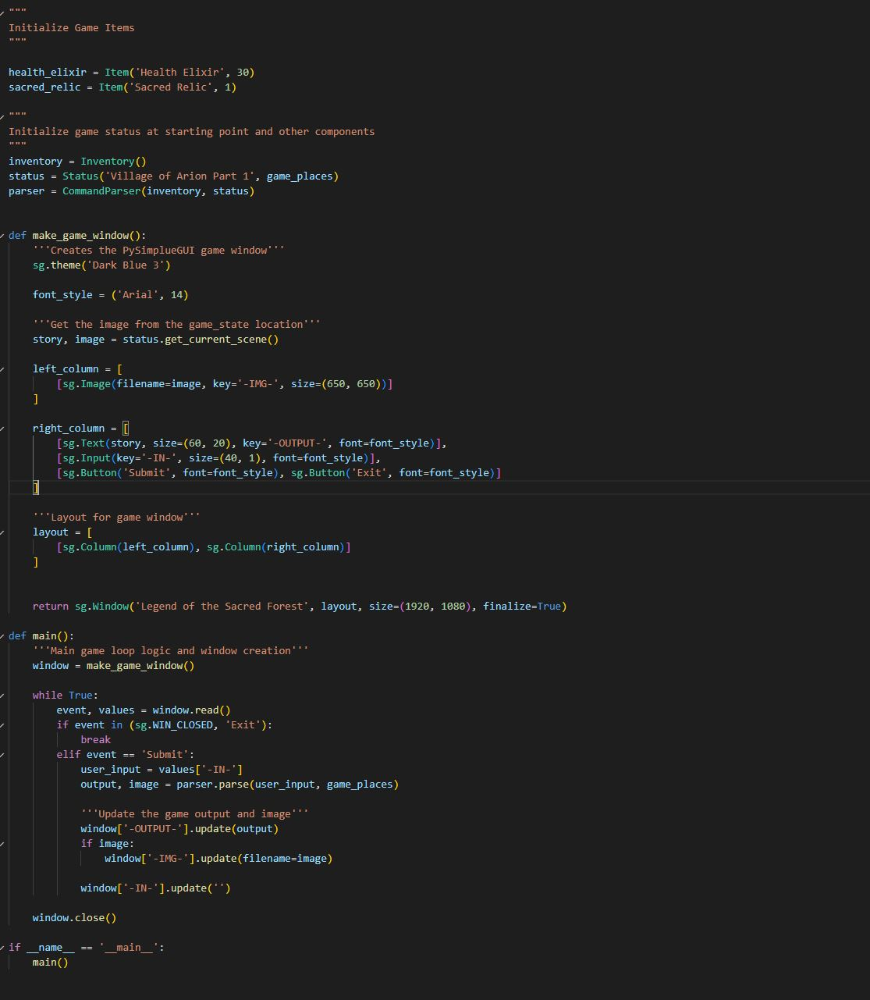 """
Initialize Game Items
"""
health_elixir = Item('Health Elixir', 30)
sacred_relic = Item('Sacred Relic', 1)
"""
Initialize game status at starting point and other components
"""
inventory = Inventory()
status = Status('Village of Arion Part 1', game_places)
parser = CommandParser(inventory, status)
def make_game_window():
'''Creates the PySimplueGUI game window'''
sg.theme('Dark Blue 3')
font_style = ('Arial', 14)
'''Get the image from the game_state location'''
story, image = status.get_current_scene()
left_column = [
[sg.Image(filename=image, key='-IMG-', size=(650, 650))]
]
right_column = [
[sg.Text(story, size=(60, 20), key='-OUTPUT-', font=font_style)],
[sg.Input(key='-IN-', size=(40, 1), font=font_style)],
[sg.Button('Submit', font=font_style), sg.Button('Exit', font=font_style)]
]
'''Layout for game window'''
layout = [
[sg.Column(left_column), sg.Column(right_column)]
]
return sg.Window('Legend of the Sacred Forest', layout, size=(1920, 1080), finalize=True)
def main():
'''Main game loop logic and window creation'''
window = make_game_window()
while True:
event, values = window.read()
if event in (sg.WIN_CLOSED, 'Exit'):
break
elif event == 'Submit':
user_input = values['-IN-']
output, image = parser.parse(user_input, game_places)
'''Update the game output and image'''
window['-OUTPUT-'].update(output)
if image:
window['-IMG-'].update(filename=image)
window['-IN-'].update('')
window.close()
if __name__ == '__main__':
main()